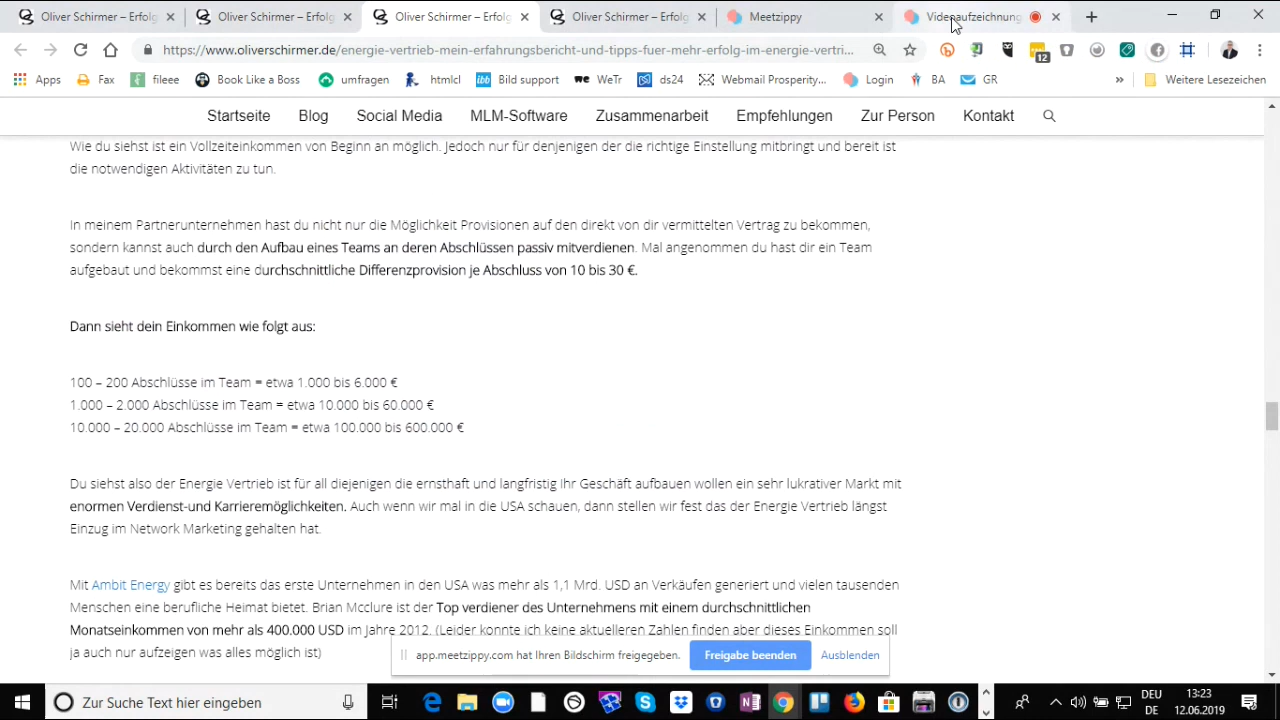 Oliver Schirmer – Erfolg
Oliver Schirmer – Erfolg
Oliver Schirmer – Erfolg
Oliver Schirmer – Erfolg
Meetzippy
Videoaufzeichnung
https://www.oliverschirmer.de/energie-vertrieb-mein-erfahrungsbericht-und-tipps-fuer-mehr-erfolg-im-energie-vertri...
12
Apps
Fax
fileee
Book Like a Boss
umfragen
htmlcl
ibb Bild support
WeTr
ds24
Webmail Prosperity...
Login
BA
GR
»
Weitere Lesezeichen
Startseite
Blog
Social Media
MLM-Software
Zusammenarbeit
Empfehlungen
Zur Person
Kontakt
Wie du siehst ist ein Vollzeiteinkommen von Beginn an möglich. Jedoch nur für denjenigen der die richtige Einstellung mitbringt und bereit ist
die notwendigen Aktivitäten zu tun.
In meinem Partnerunternehmen hast du nicht nur die Möglichkeit Provisionen auf den direkt von dir vermittelten Vertrag zu bekommen,
sondern kannst auch durch den Aufbau eines Teams an deren Abschlüssen passiv mitverdienen. Mal angenommen du hast dir ein Team
aufgebaut und bekommst eine durchschnittliche Differenzprovision je Abschluss von 10 bis 30 €.
Dann sieht dein Einkommen wie folgt aus:
100 – 200 Abschlüsse im Team = etwa 1.000 bis 6.000 €
1.000 – 2.000 Abschlüsse im Team = etwa 10.000 bis 60.000 €
10.000 – 20.000 Abschlüsse im Team = etwa 100.000 bis 600.000 €
Du siehst also der Energie Vertrieb ist für all diejenigen die ernsthaft und langfristig Ihr Geschäft aufbauen wollen ein sehr lukrativer Markt mit
enormen Verdienst-und Karrieremöglichkeiten. Auch wenn wir mal in die USA schauen, dann stellen wir fest das der Energie Vertrieb längst
Einzug im Network Marketing gehalten hat.
Mit Ambit Energy gibt es bereits das erste Unternehmen in den USA was mehr als 1,1 Mrd. USD an Verkäufen generiert und vielen tausenden
Menschen eine berufliche Heimat bietet. Brian Mcclure ist der Top verdiener des Unternehmens mit einem durchschnittlichen
Monatseinkommen von mehr als 400.000 USD im Jahre 2012. (Leider konnte ich keine aktuelleren Zahlen finden aber dieses Einkommen soll
ja auch nur aufzeigen was alles möglich ist)
app.meetzippy.com hat Ihren Bildschirm freigegeben.
Freigabe beenden
Ausblenden
Zur Suche Text hier eingeben
DEU
DE
13:23
12.06.2019